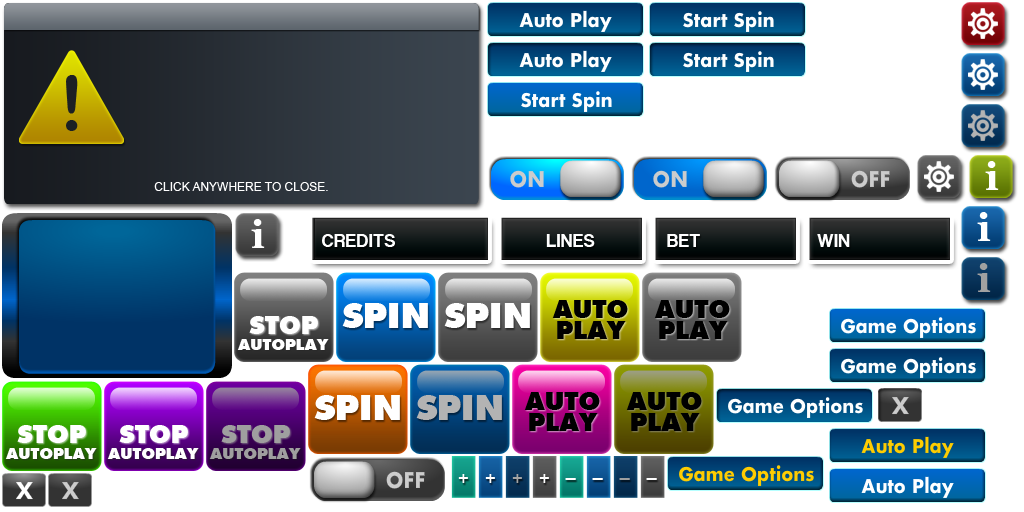 Auto Play
Start Spin
Auto Play
Start Spin
Start Spin
CLICK ANYWHERE TO CLOSE.
ON
ON
OFF
i
i
i
CREDITS
LINES
BET
WIN
i
i
STOP
AUTOPLAY
SPIN
SPIN
AUTO
PLAY
AUTO
PLAY
Game Options
Game Options
SPIN
SPIN
AUTO
PLAY
AUTO
PLAY
Game Options
X
STOP
AUTOPLAY
STOP
AUTOPLAY
STOP
AUTOPLAY
Auto Play
OFF
+ + + + − − − −
Game Options
Auto Play
X
X